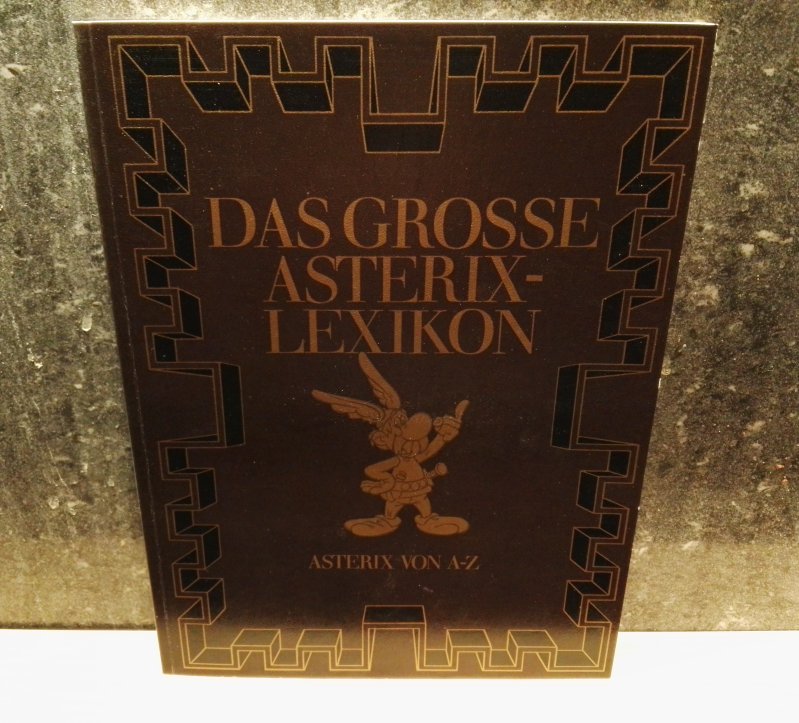 DAS GROSSE
ASTERIX-
LEXIKON
ASTERIX VON A-Z